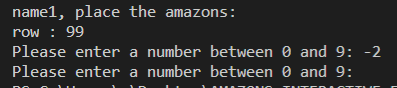 name1, place the amazons:
row : 99
Please enter a number between 0 and 9: -2
Please enter a number between 0 and 9: